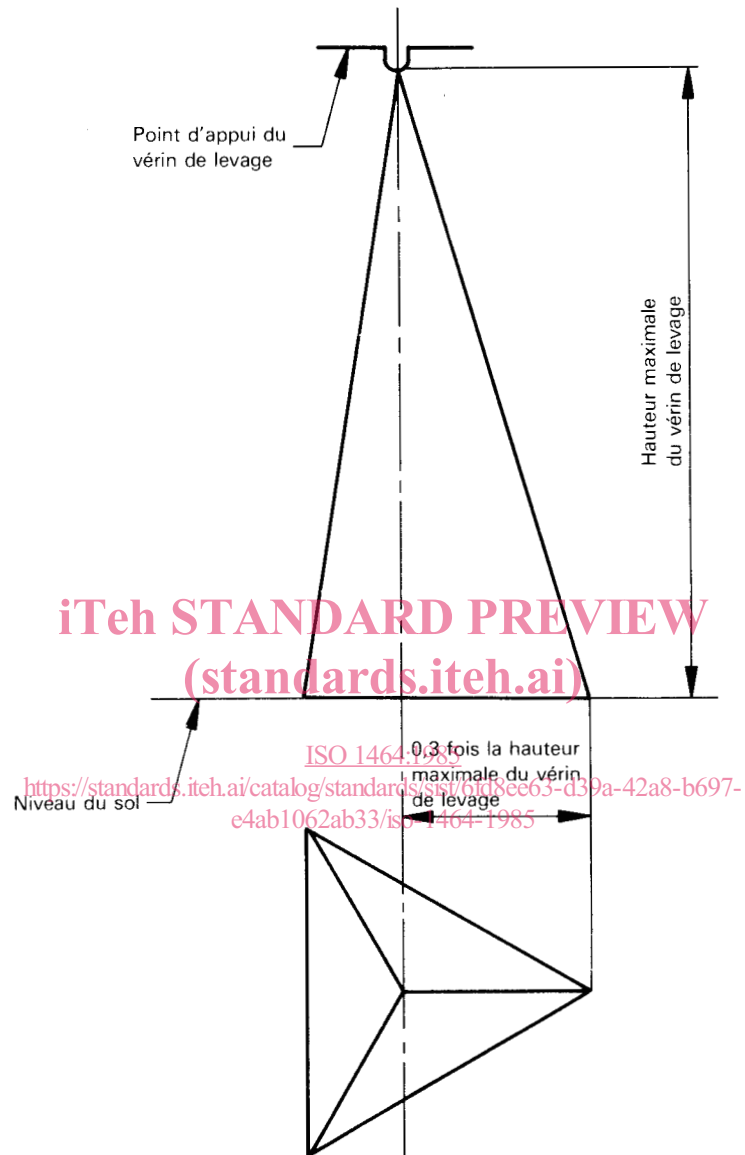 Point d'appui du
vérin de levage
Hauteur maximale
du vérin de levage
iTeh STANDARD PREVIEW
(standards.iteh.ai)
ISO 1464:1985
0,3 fois la hauteur
maximale du vérin
de levage
https://standards.iteh.ai/catalog/standards/sist/6fd8ee63-d39a-42a8-b697-
e4ab1062ab33/iso-1464-1985
Niveau du sol